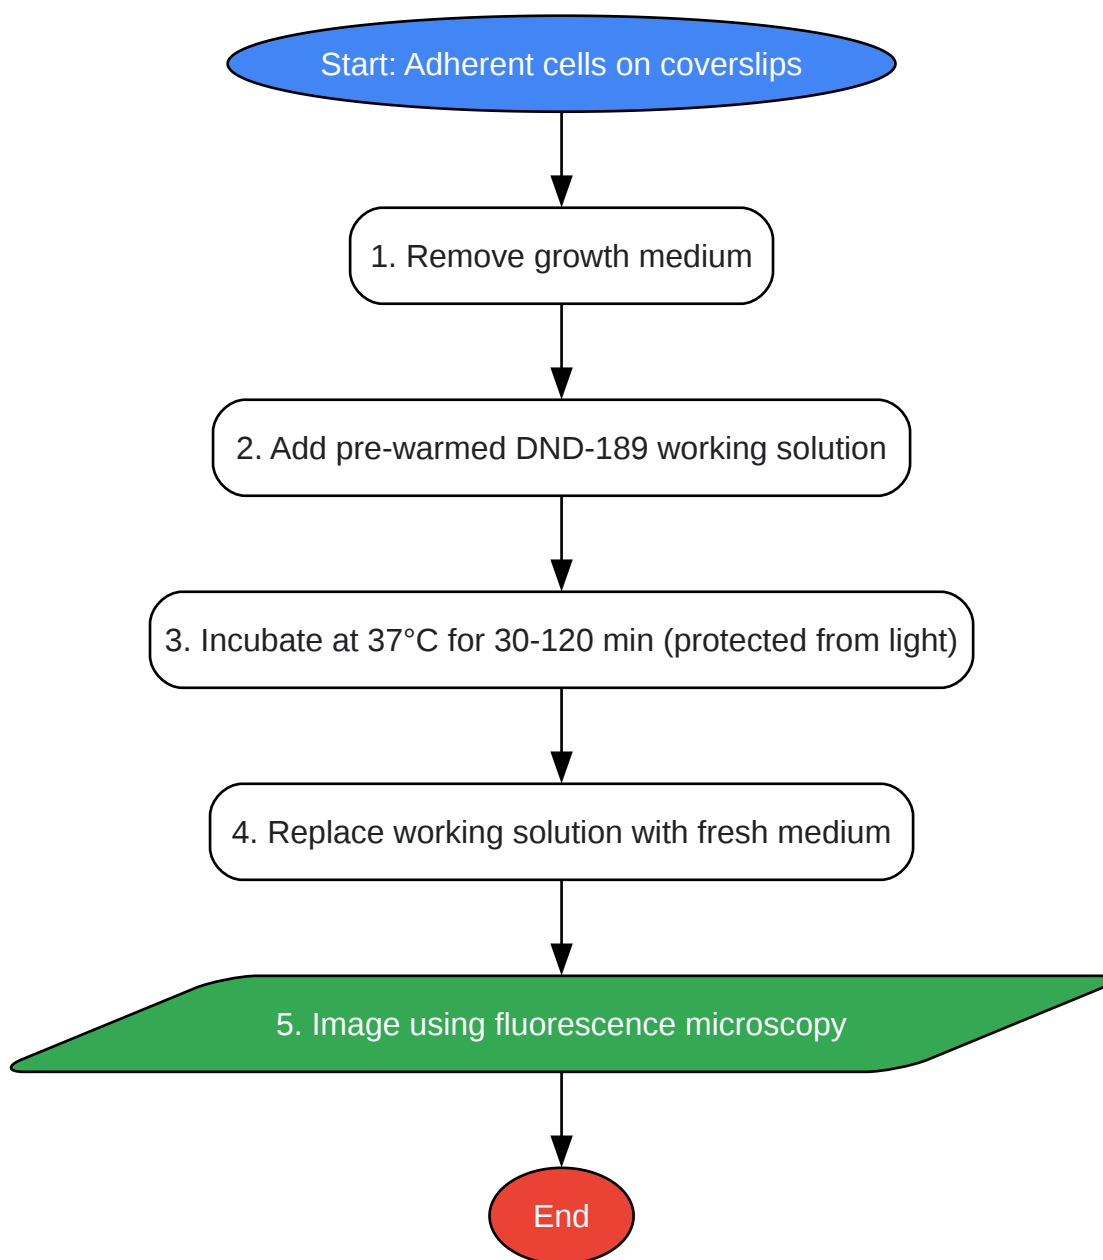 Start: Adherent cells on coverslips
1. Remove growth medium
2. Add pre-warmed DND-189 working solution
3. Incubate at 37°C for 30-120 min (protected from light)
4. Replace working solution with fresh medium
5. Image using fluorescence microscopy
End